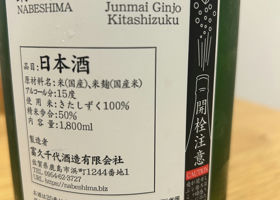 NABESHIMA
Junmai Ginjo
Kitashizuku
品目:日本酒
原材料名:米(国産)、米麹(国産米)
アルコール分:15度
使用米:きたしずく100%
精米歩合:50%
内容量:1,800ml
製造者
富久千代酒造有限会社
佐賀県鹿島市浜町1244番地1
TEL 0954-62-3727
https://nabeshima.biz
開栓注意
CAUTION